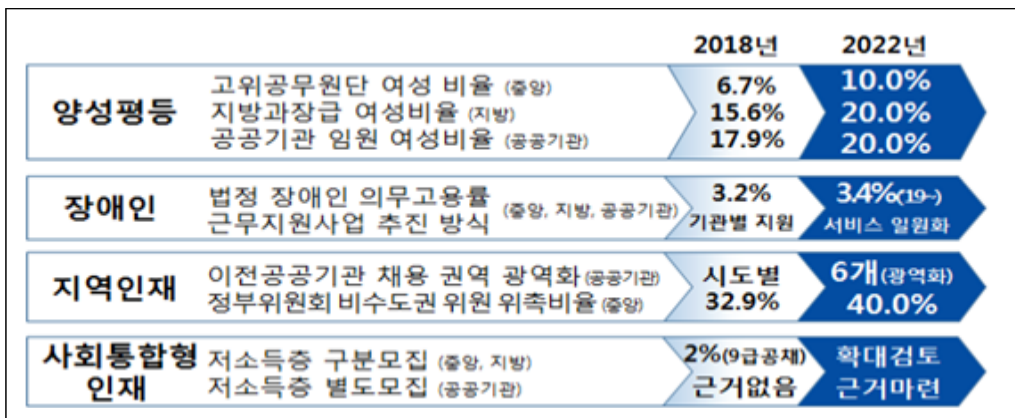 2018년 2022년
양성평등
고위공무원단 여성 비율 (중앙) 6.7% 10.0%
지방과장급 여성비율 (지방) 15.6% 20.0%
공공기관 임원 여성비율 (공공기관) 17.9% 20.0%
장애인
법정 장애인 의무고용률 3.2% 3.4%(19~)
근무지원사업 추진 방식 (중앙, 지방, 공공기관) 기관별 지원 서비스 일원화
지역인재
이전공공기관 채용 권역 광역화 (공공기관) 시도별 6개(광역화)
정부위원회 비수도권 위원 위촉비율 (중앙) 32.9% 40.0%
사회통합형
인재
저소득층 구분모집 (중앙, 지방) 2%(9급공채) 확대검토
저소득층 별도모집 (공공기관) 근거없음 근거마련